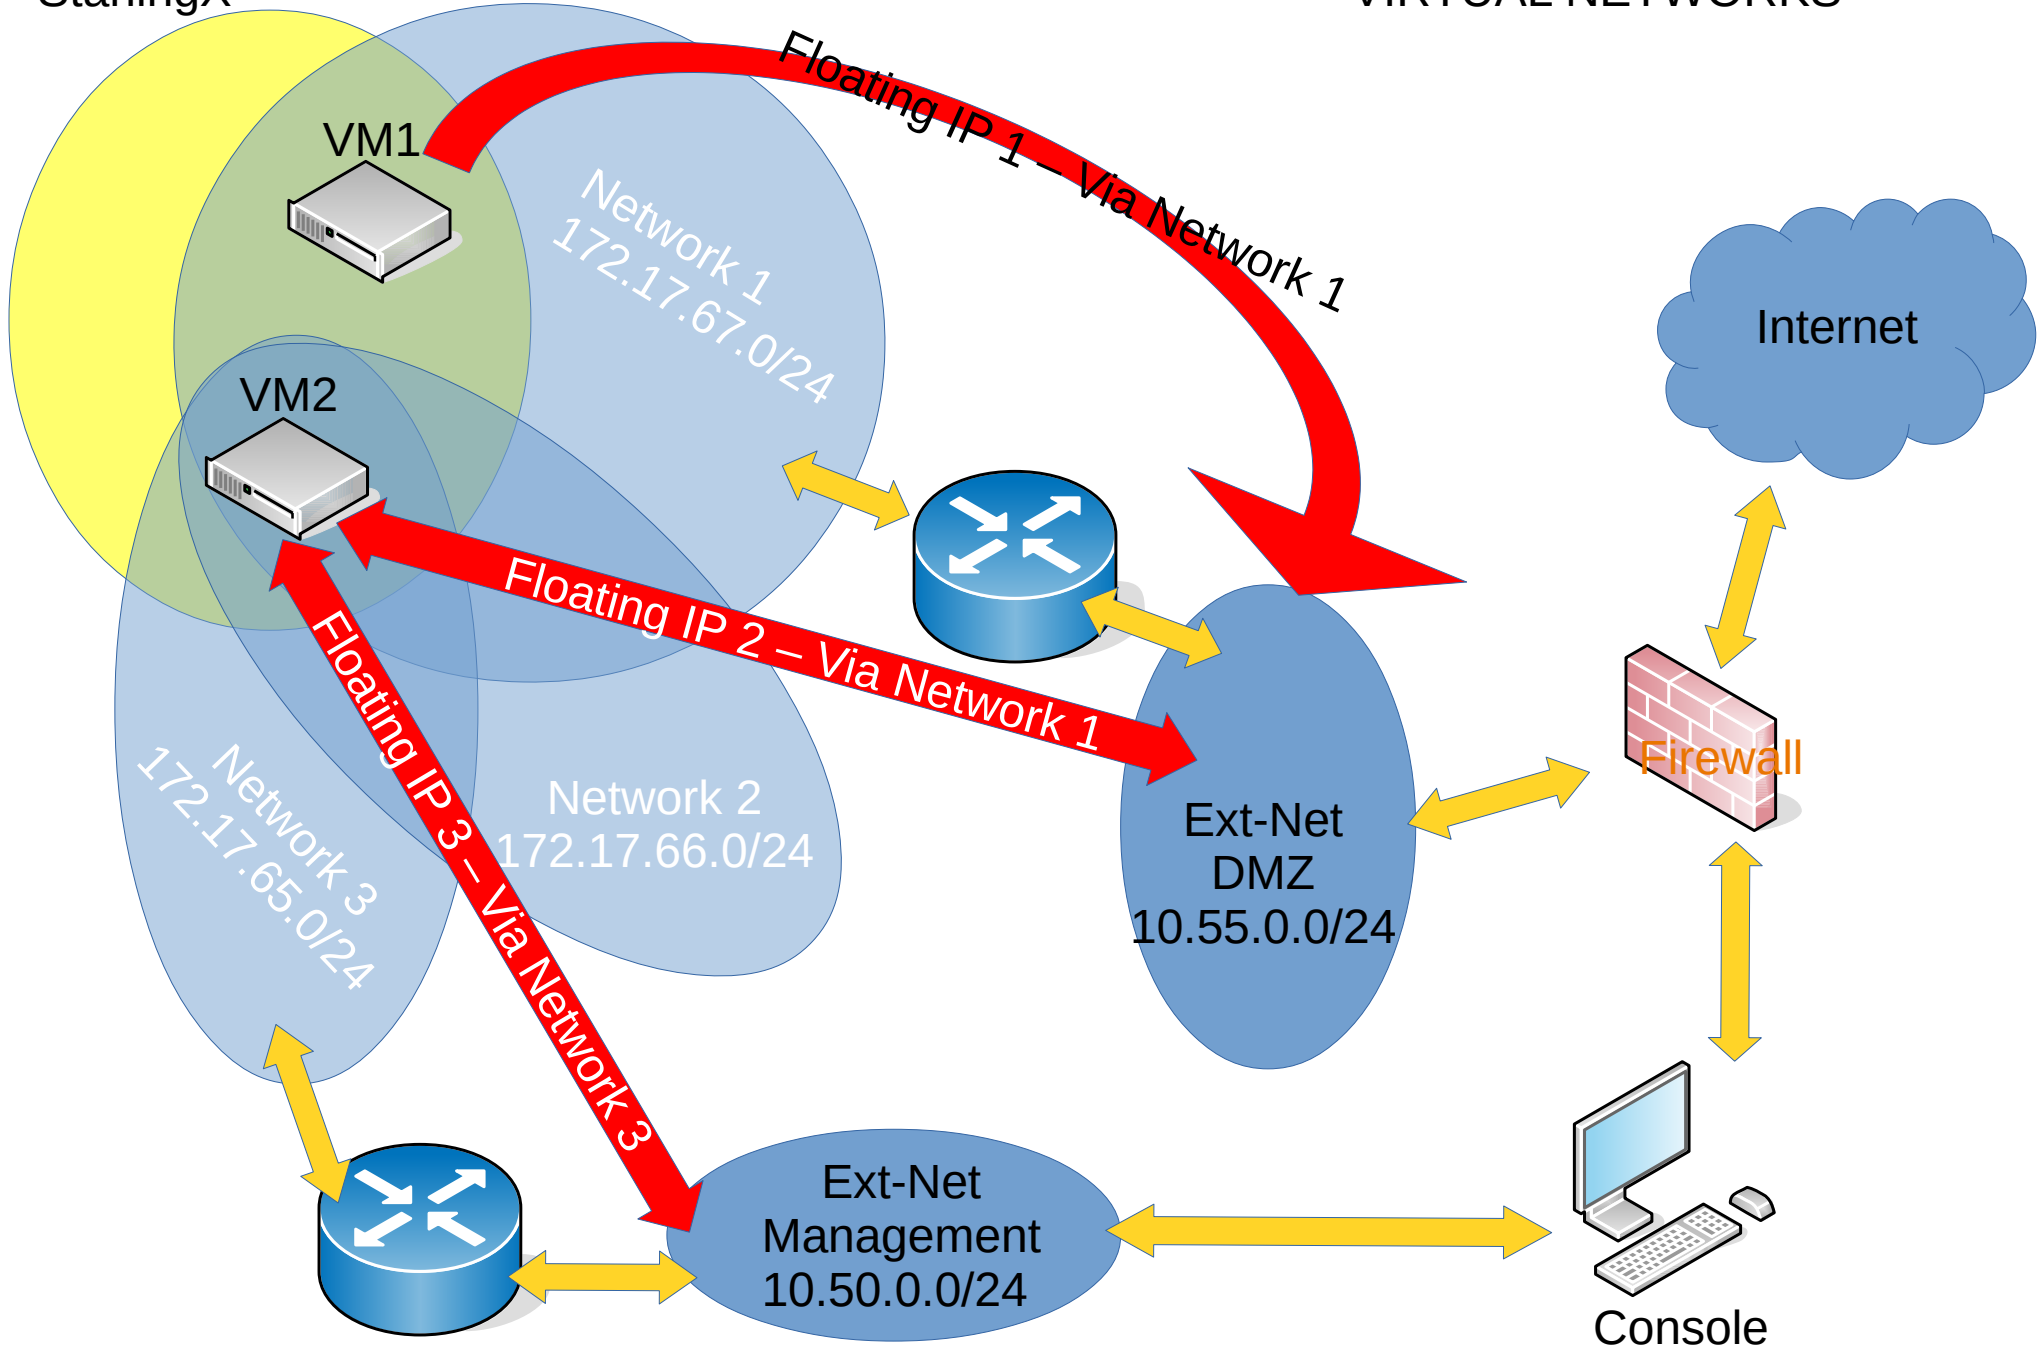 StarlingX
VIRTUAL NETWORKS
Floating IP 1 – Via Network 1
VM1
Network 1
172.17.67.0/24
Internet
VM2
Floating IP 2 – Via Network 1
Floating IP 3 – Via Network 3
Firewall
Network 3
172.17.65.0/24
Network 2
172.17.66.0/24
Ext-Net
DMZ
10.55.0.0/24
Ext-Net
Management
10.50.0.0/24
Console